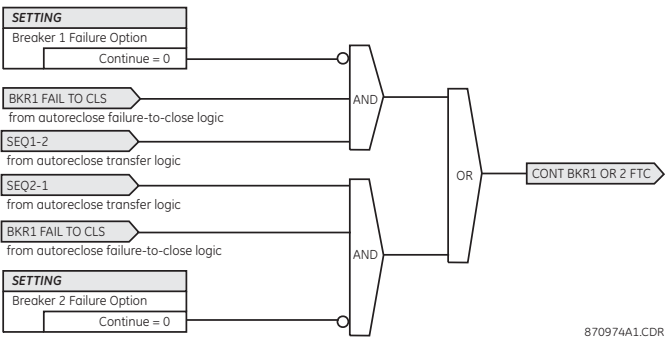 SETTING
Breaker 1 Failure Option
Continue = 0
BKR1 FAIL TO CLS
from autoreclose failure-to-close logic
SEQ1-2
from autoreclose transfer logic
AND
SEQ2-1
from autoreclose transfer logic
BKR1 FAIL TO CLS
from autoreclose failure-to-close logic
AND
SETTING
Breaker 2 Failure Option
Continue = 0
OR
CONT BKR1 OR 2 FTC
870974A1.CDR